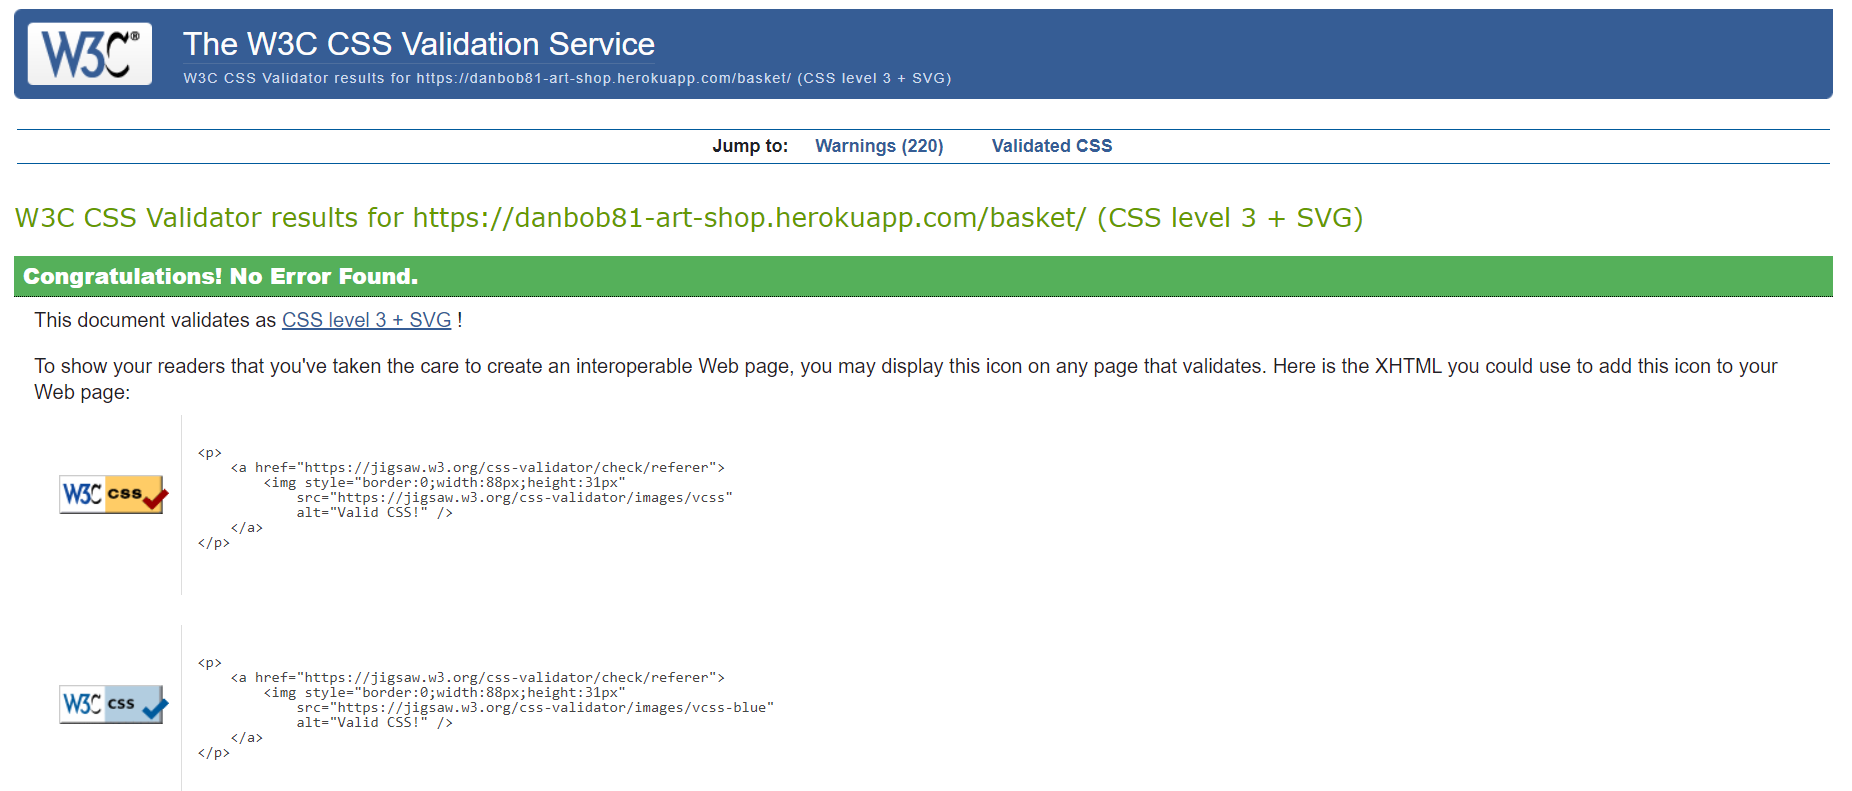 W3C®
The W3C CSS Validation Service
W3C CSS Validator results for https://danbob81-art-shop.herokuapp.com/basket/ (CSS level 3 + SVG)
Jump to: Warnings (220) Validated CSS
W3C CSS Validator results for https://danbob81-art-shop.herokuapp.com/basket/ (CSS level 3 + SVG)
Congratulations! No Error Found.
This document validates as CSS level 3 + SVG !
To show your readers that you've taken the care to create an interoperable Web page, you may display this icon on any page that validates. Here is the XHTML you could use to add this icon to your
Web page:
W3C css
<p>
    <a href="https://jigsaw.w3.org/css-validator/check/referer">
        <img style="border:0;width:88px;height:31px"
            src="https://jigsaw.w3.org/css-validator/images/vcss"
            alt="Valid CSS!" />
    </a>
</p>
W3C css
<p>
    <a href="https://jigsaw.w3.org/css-validator/check/referer">
        <img style="border:0;width:88px;height:31px"
            src="https://jigsaw.w3.org/css-validator/images/vcss-blue"
            alt="Valid CSS!" />
    </a>
</p>